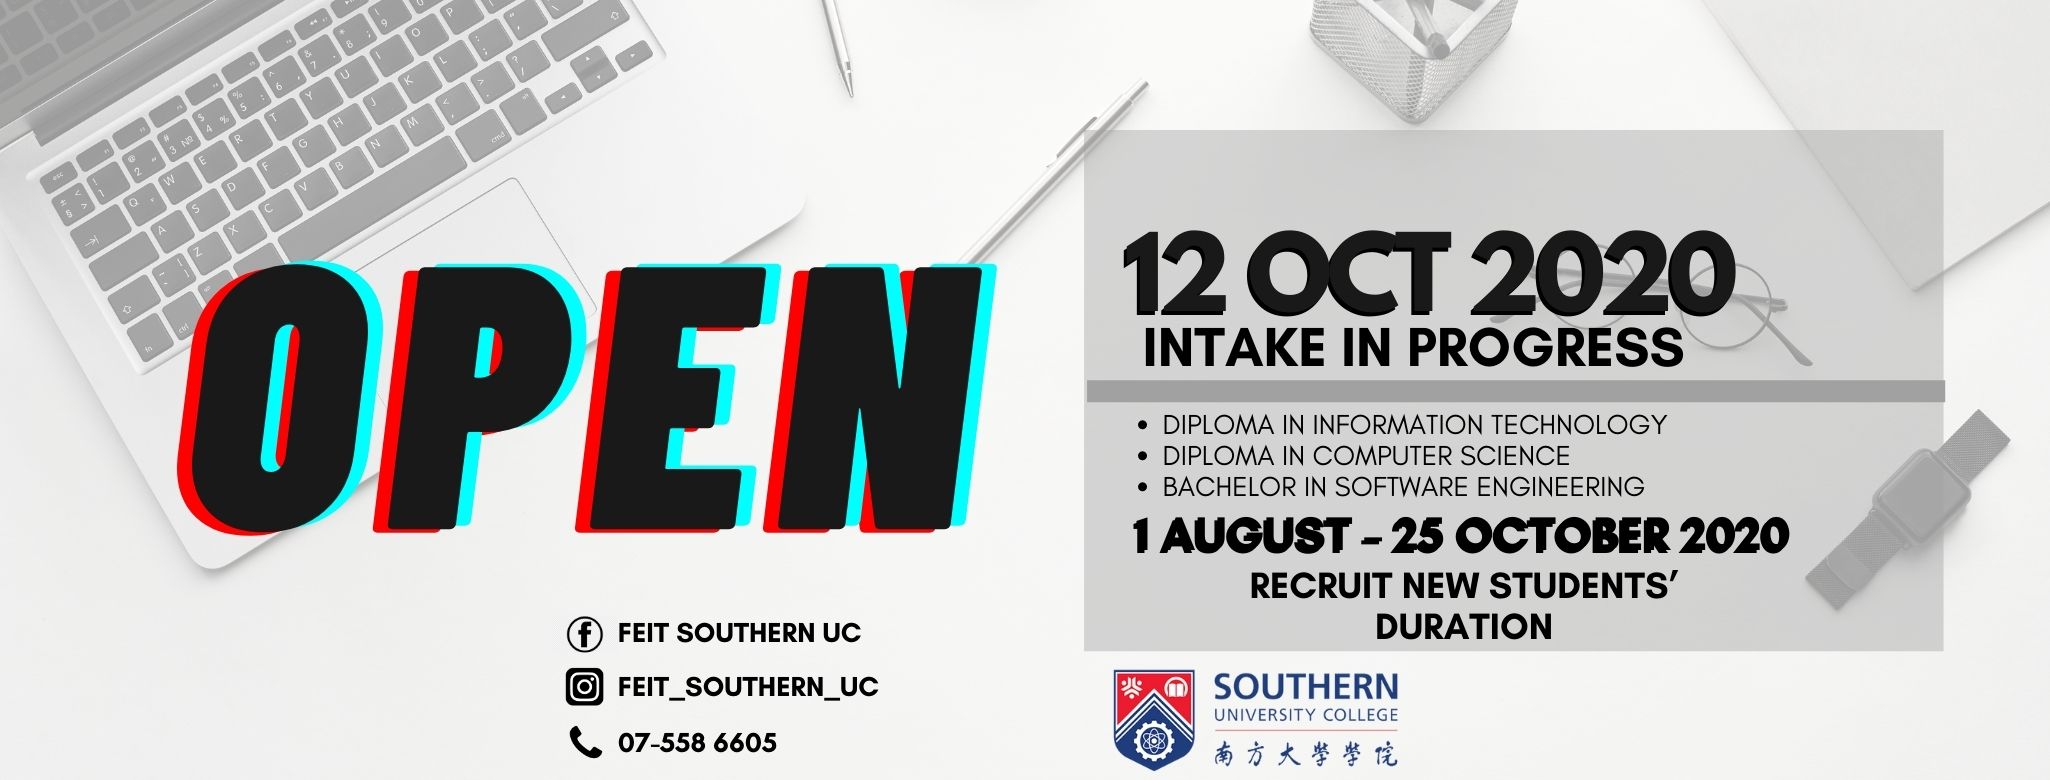 OPEN
12 OCT 2020
INTAKE IN PROGRESS
• DIPLOMA IN INFORMATION TECHNOLOGY
• DIPLOMA IN COMPUTER SCIENCE
• BACHELOR IN SOFTWARE ENGINEERING
1 AUGUST - 25 OCTOBER 2020
RECRUIT NEW STUDENTS'
DURATION
FEIT SOUTHERN UC
FEIT_SOUTHERN_UC
07-558 6605
SOUTHERN
UNIVERSITY COLLEGE
南方大學學院